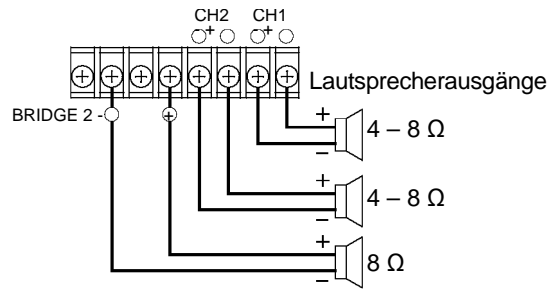 CH2 CH1
- + - +
Lautsprecherausgänge
BRIDGE 2 - +
+
4 – 8 Ω
–
+
4 – 8 Ω
–
+
8 Ω
–